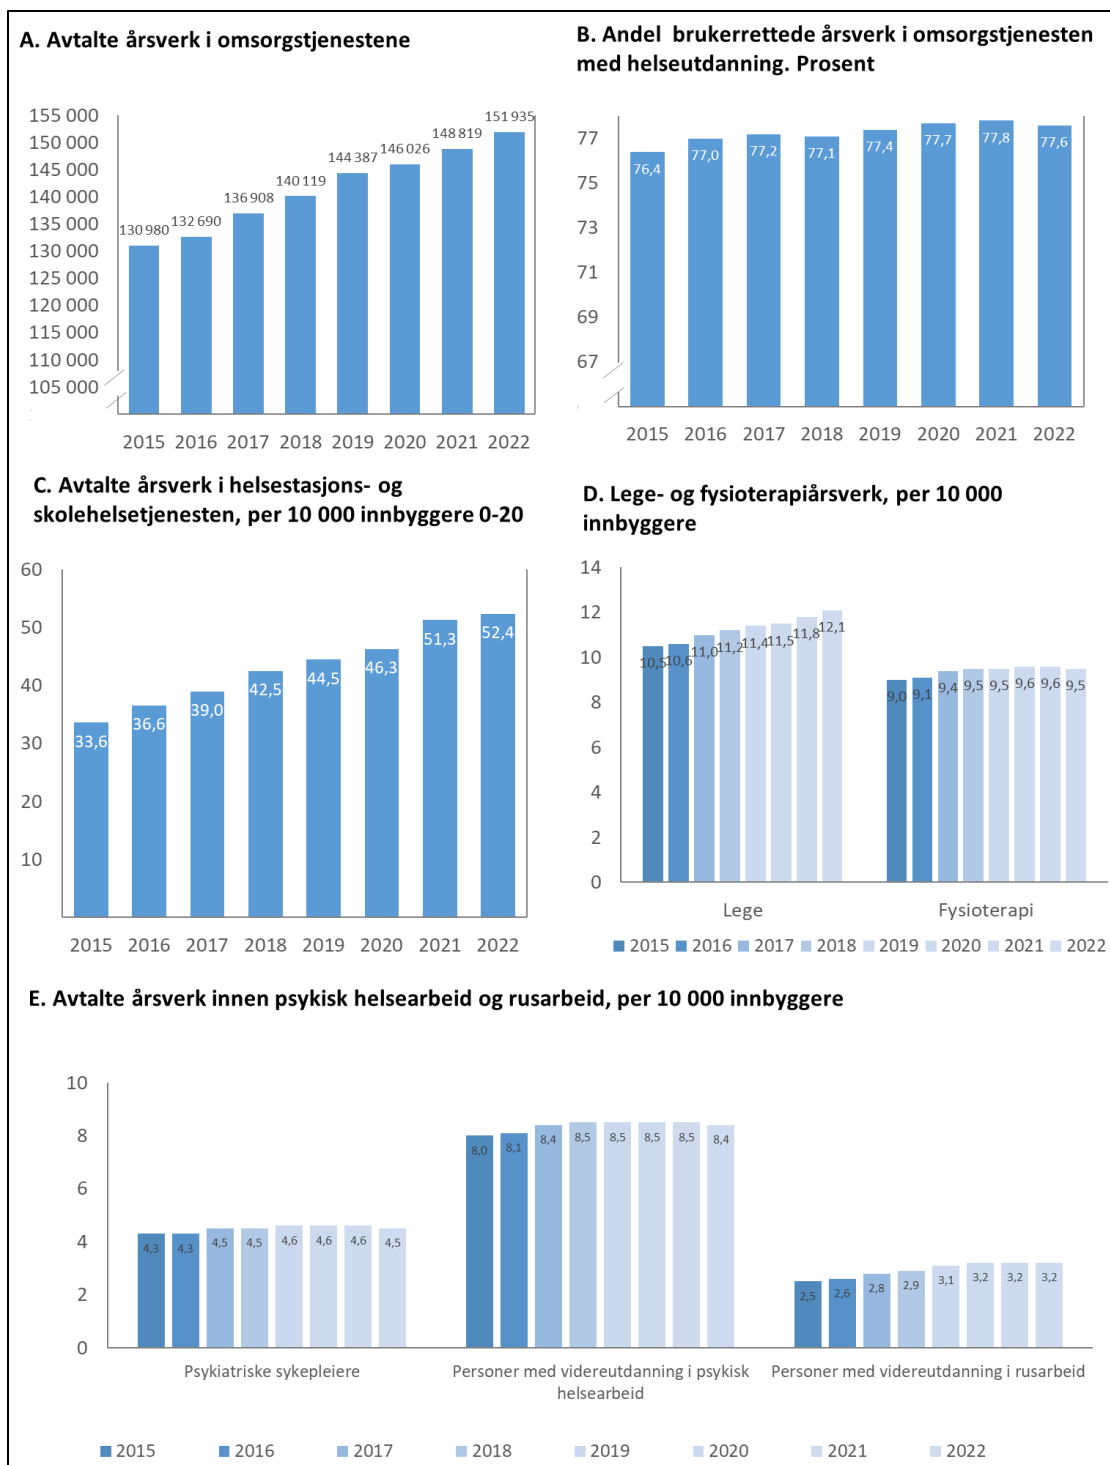 A. Avtalte årsverk i omsorgstjenestene
155 000
150 000
145 000
140 000
135 000
130 000
125 000
120 000
115 000
110 000
105 000
130 980
132 690
136 908
140 119
144 387
146 026
148 819
151 935
2015 2016 2017 2018 2019 2020 2021 2022
B. Andel brukerrettede årsverk i omsorgstjenesten
med helseutdanning. Prosent
77
75
73
71
69
67
76,4 77,0 77,2 77,1 77,4 77,7 77,8 77,6
2015 2016 2017 2018 2019 2020 2021 2022
C. Avtalte årsverk i helsestasjons- og
skolehelsetjenesten, per 10 000 innbyggere 0-20
60
50
40
30
20
10
33,6 36,6 39,0 42,5 44,5 46,3 51,3 52,4
2015 2016 2017 2018 2019 2020 2021 2022
D. Lege- og fysioterapiårsverk, per 10 000
innbyggere
14
12
10
8
6
4
2
0
10,5 10,6 11,0 11,2 11,4 11,5 11,8 12,1
9,0 9,1 9,4 9,5 9,5 9,6 9,6 9,5
Lege Fysioterapi
2015 2016 2017 2018 2019 2020 2021 2022
E. Avtalte årsverk innen psykisk helsearbeid og rusarbeid, per 10 000 innbyggere
10
8
6
4
2
0
4,3 4,3 4,5 4,5 4,6 4,6 4,6 4,5
8,0 8,1 8,4 8,5 8,5 8,5 8,5 8,4
2,5 2,6 2,8 2,9 3,1 3,2 3,2 3,2
Psykiatriske sykepleiere
Personer med videreutdanning i psykisk
helsearbeid
Personer med videreutdanning i rusarbeid
2015 2016 2017 2018 2019 2020 2021 2022